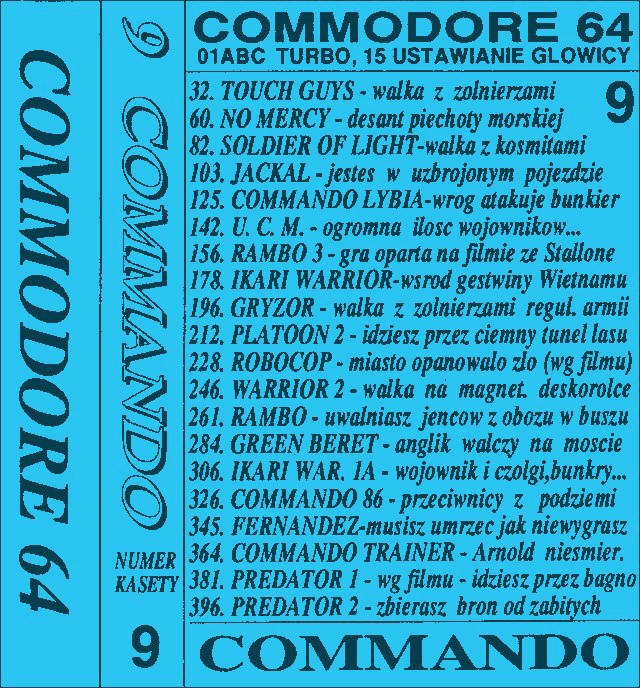 COMMODORE 64
9 COMMANDO
NUMER
KASETY
9
COMMODORE 64
01ABC TURBO, 15 USTAWIANIE GLOWICY
9
32. TOUCH GUYS - walka z zolnierzami
60. NO MERCY - desant piechoty morskiej
82. SOLDIER OF LIGHT-walka z kosmitami
103. JACKAL - jestes w uzbrojonym pojezdzie
125. COMMANDO LYBIA-wrog atakuje bunkier
142. U. C. M. - ogromna ilosc wojownikow...
156. RAMBO 3 - gra oparta na filmie ze Stallone
178. IKARI WARRIOR-wsrod gestwiny Wietnamu
196. GRYZOR - walka z zolnierzami regul. armii
212. PLATOON 2 - idziesz przez ciemny tunel lasu
228. ROBOCOP - miasto opanowalo zlo (wg filmu)
246. WARRIOR 2 - walka na magnet. deskorolce
261. RAMBO - uwalniasz jencow z obozu w buszu
284. GREEN BERET - anglik walczy na moscie
306. IKARI WAR. 1A - wojownik i czolgi,bunkry...
326. COMMANDO 86 - przeciwnicy z podziemi
345. FERNANDEZ-musisz umrzec jak niewygrasz
364. COMMANDO TRAINER - Arnold niesmier.
381. PREDATOR 1 - wg filmu - idziesz przez bagno
396. PREDATOR 2 - zbierasz bron od zabitych
COMMANDO